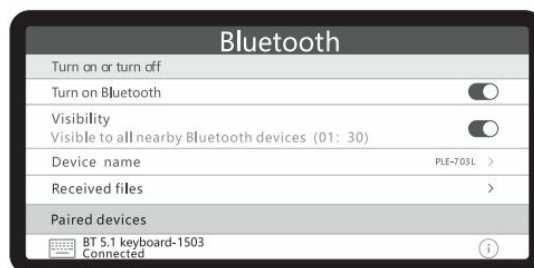 Bluetooth
Turn on or turn off
Turn on Bluetooth
Visibility
Visible to all nearby Bluetooth devices (01: 30)
Device name PLE-703L >
Received files >
Paired devices
BT 5.1 keyboard-1503
Connected